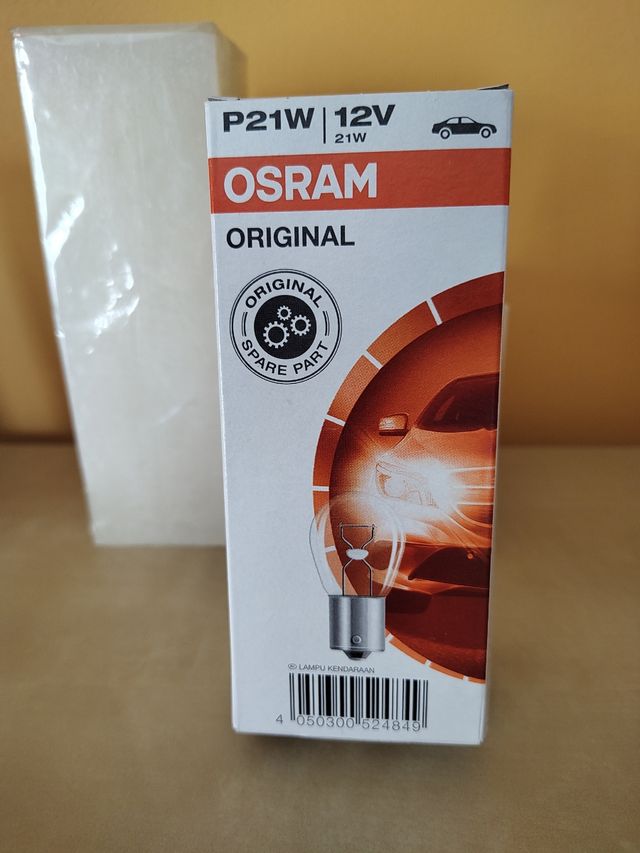 P21W | 12V
21W
OSRAM
ORIGINAL
ORIGINAL
SPARE PART
LAMPU KENDARAAN
4 050300 524849